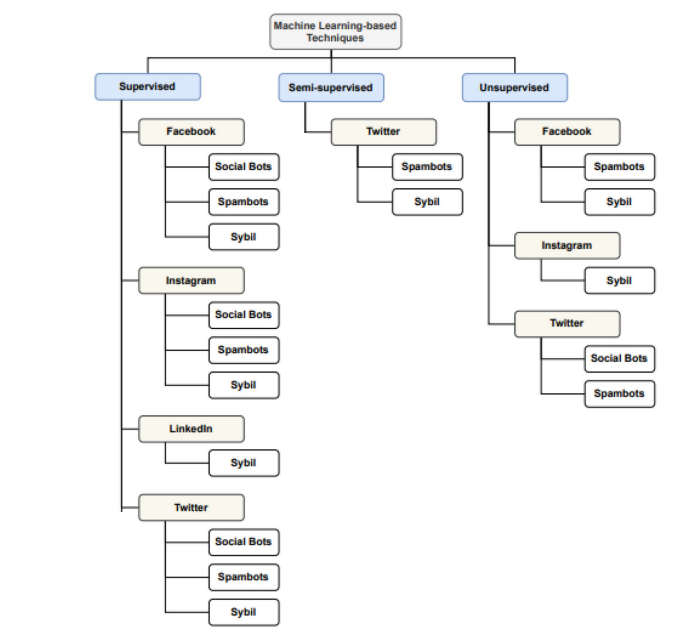 Machine Learning-based
Techniques
Supervised
Semi-supervised
Unsupervised
Facebook
Social Bots
Spambots
Sybil
Instagram
Social Bots
Spambots
Sybil
LinkedIn
Sybil
Twitter
Social Bots
Spambots
Sybil
Twitter
Spambots
Sybil
Facebook
Spambots
Sybil
Instagram
Sybil
Twitter
Social Bots
Spambots